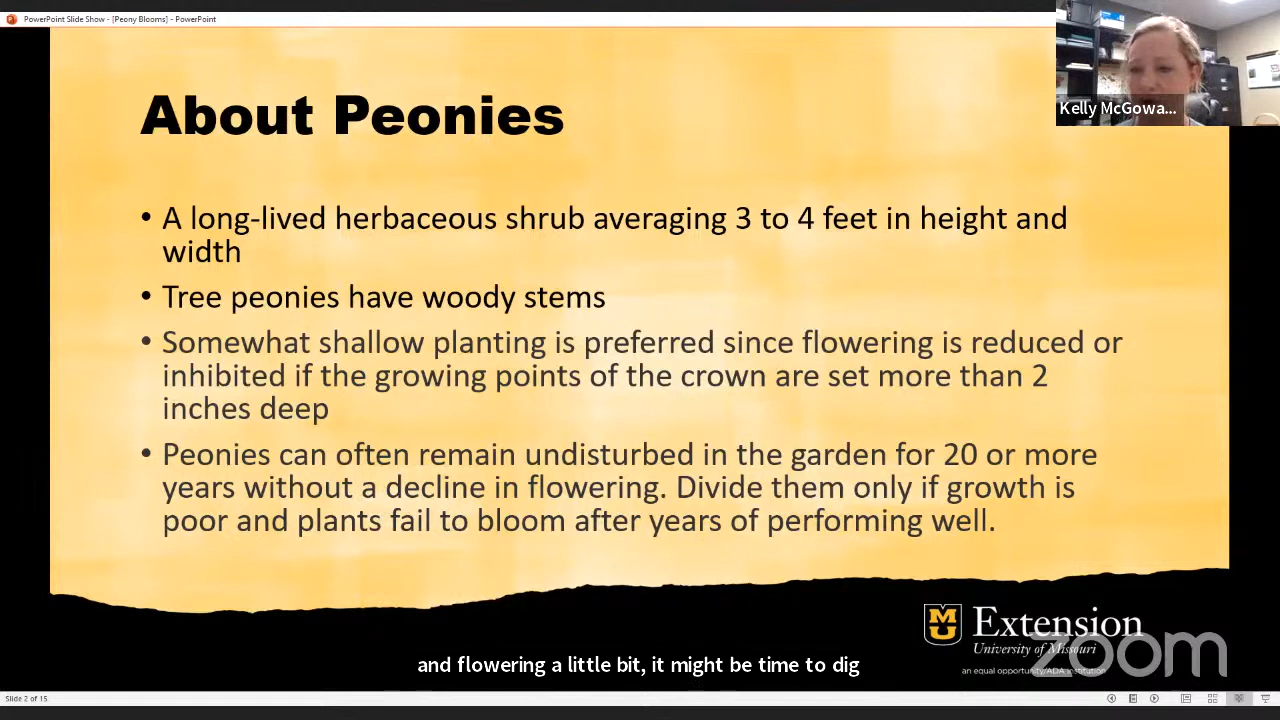 PowerPoint Slide Show - [Peony Blooms] - PowerPoint
Kelly McGowa...
About Peonies
• A long-lived herbaceous shrub averaging 3 to 4 feet in height and
width
• Tree peonies have woody stems
• Somewhat shallow planting is preferred since flowering is reduced or
inhibited if the growing points of the crown are set more than 2
inches deep
• Peonies can often remain undisturbed in the garden for 20 or more
years without a decline in flowering. Divide them only if growth is
poor and plants fail to bloom after years of performing well.
MU
Extension
University of Missouri
an equal opportunity/ADA institution
zoom
and flowering a little bit, it might be time to dig
Slide 2 of 15